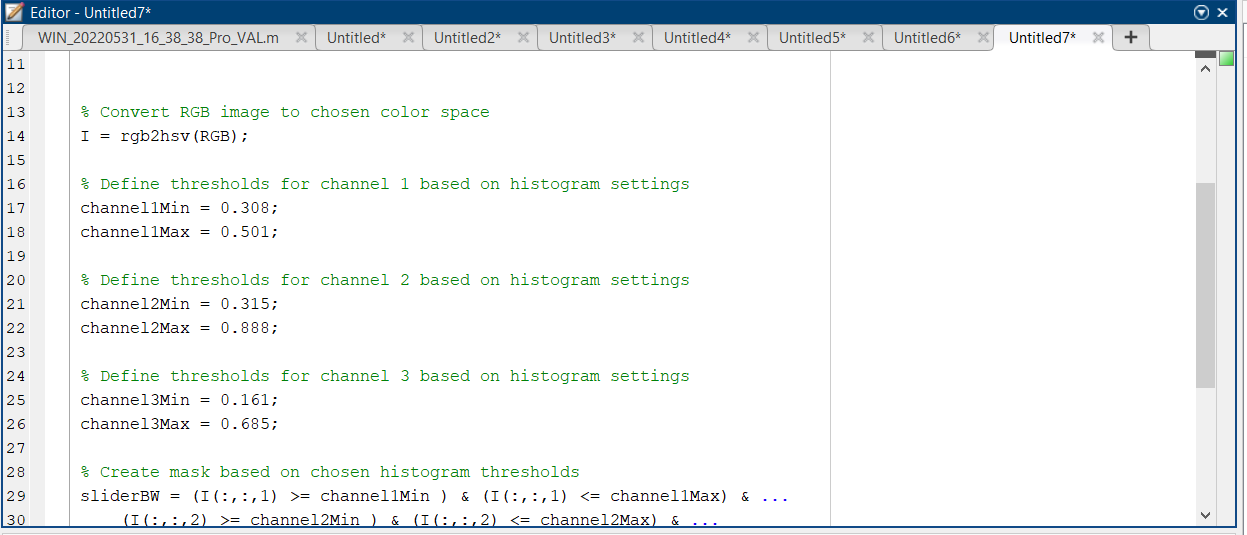 Editor - Untitled7*
WIN_20220531_16_38_38_Pro_VAL.m Untitled* Untitled2* Untitled3* Untitled4* Untitled5* Untitled6* Untitled7* +
11
12
13 % Convert RGB image to chosen color space
14 I = rgb2hsv(RGB);
15
16 % Define thresholds for channel 1 based on histogram settings
17 channel1Min = 0.308;
18 channel1Max = 0.501;
19
20 % Define thresholds for channel 2 based on histogram settings
21 channel2Min = 0.315;
22 channel2Max = 0.888;
23
24 % Define thresholds for channel 3 based on histogram settings
25 channel3Min = 0.161;
26 channel3Max = 0.685;
27
28 % Create mask based on chosen histogram thresholds
29 sliderBW = (I(:,:,1) >= channel1Min ) & (I(:,:,1) <= channel1Max) & ...
30 (I(:,:,2) >= channel2Min ) & (I(:,:,2) <= channel2Max) & ...